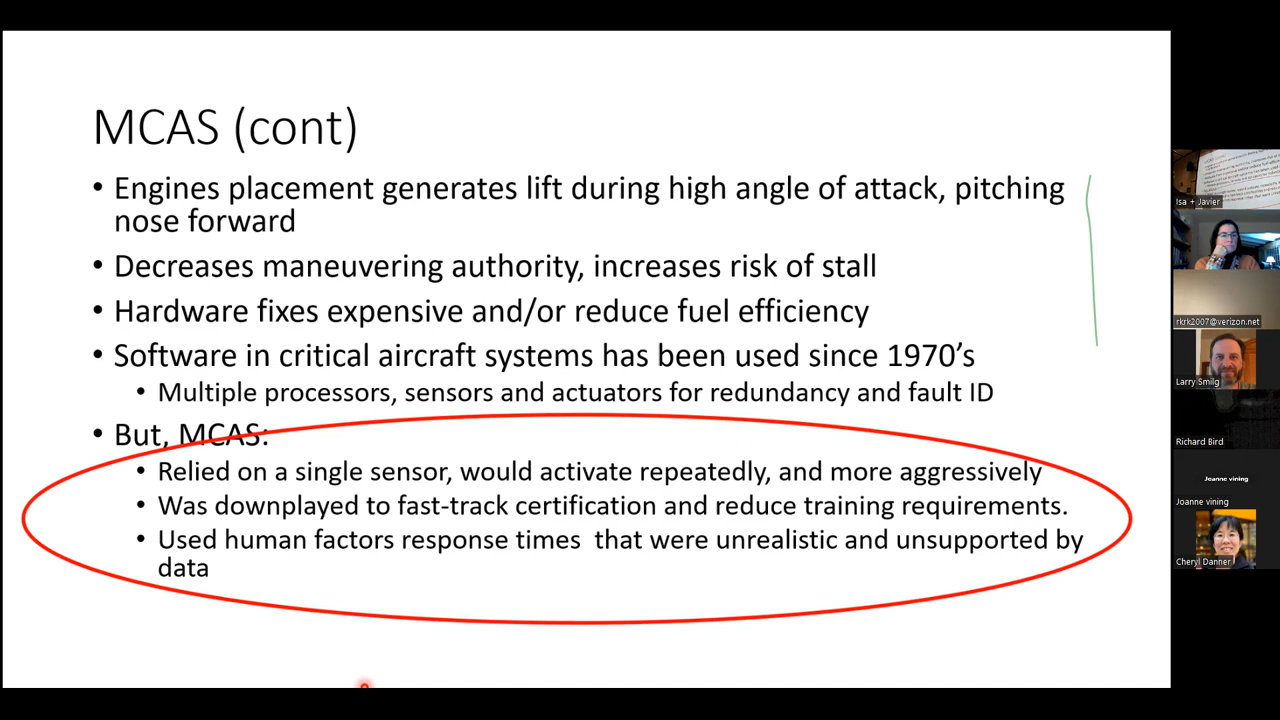 MCAS (cont)
• Engines placement generates lift during high angle of attack, pitching
nose forward
• Decreases maneuvering authority, increases risk of stall
• Hardware fixes expensive and/or reduce fuel efficiency
• Software in critical aircraft systems has been used since 1970’s
• Multiple processors, sensors and actuators for redundancy and fault ID
• But, MCAS:
• Relied on a single sensor, would activate repeatedly, and more aggressively
• Was downplayed to fast-track certification and reduce training requirements.
• Used human factors response times  that were unrealistic and unsupported by
data
Isa + Javier
rkrk2007@verizon.net
Larry Smilg
Richard Bird
Joanne vining
Joanne vining
Cheryl Danner